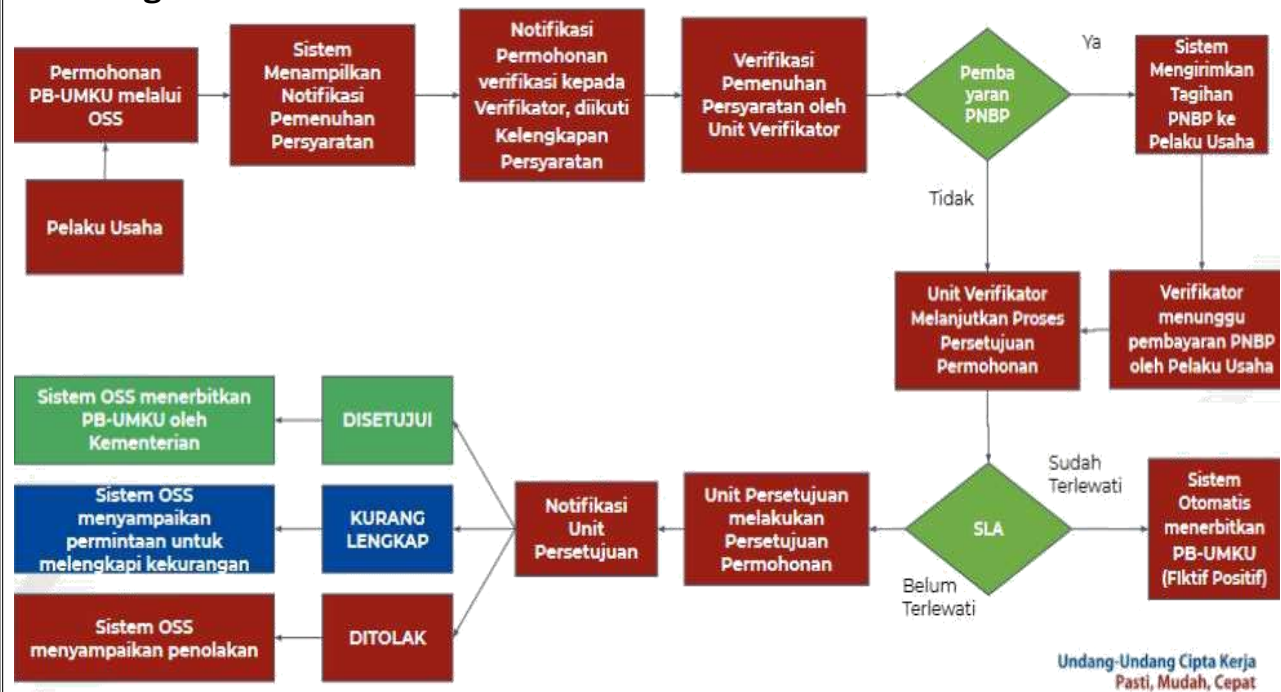 Permohonan
PB-UMKU melalui
OSS
Pelaku Usaha
Sistem
Menampilkan
Notifikasi
Pemenuhan
Persyaratan
Notifikasi
Permohonan
verifikasi kepada
Verifikator, diikuti
Kelengkapan
Persyaratan
Verifikasi
Pemenuhan
Persyaratan oleh
Unit Verifikator
Pemba
yaran
PNBP
Ya
Sistem
Mengirimkan
Tagihan
PNBP ke
Pelaku Usaha
Tidak
Unit Verifikator
Melanjutkan Proses
Persetujuan
Permohonan
Verifikator
menunggu
pembayaran PNBP
oleh Pelaku Usaha
Sistem OSS menerbitkan
PB-UMKU oleh
Kementerian
DISETUJUI
Sistem OSS
menyampaikan
permintaan untuk
melengkapi kekurangan
KURANG
LENGKAP
Sistem OSS
menyampaikan penolakan
DITOLAK
Notifikasi
Unit
Persetujuan
Unit Persetujuan
melakukan
Persetujuan
Permohonan
SLA
Sudah
Terlewati
Belum
Terlewati
Sistem
Otomatis
menerbitkan
PB-UMKU
(FIktif Positif)
Undang-Undang Cipta Kerja
Pasti, Mudah, Cepat